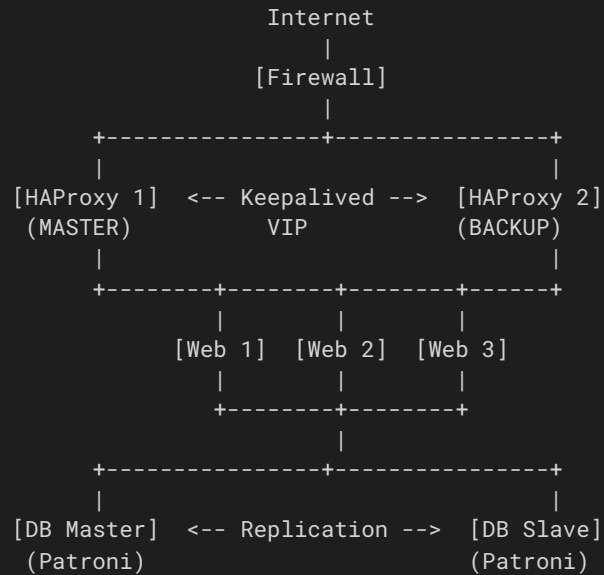 Internet
|
[Firewall]
|
+----------------+----------------+
| |
[HAProxy 1] <-- Keepalived --> [HAProxy 2]
(MASTER) VIP (BACKUP)
| |
+--------+--------+--------+------+
| | |
[Web 1] [Web 2] [Web 3]
| | |
+--------+--------+
|
+----------------+----------------+
| |
[DB Master] <-- Replication --> [DB Slave]
(Patroni) (Patroni)